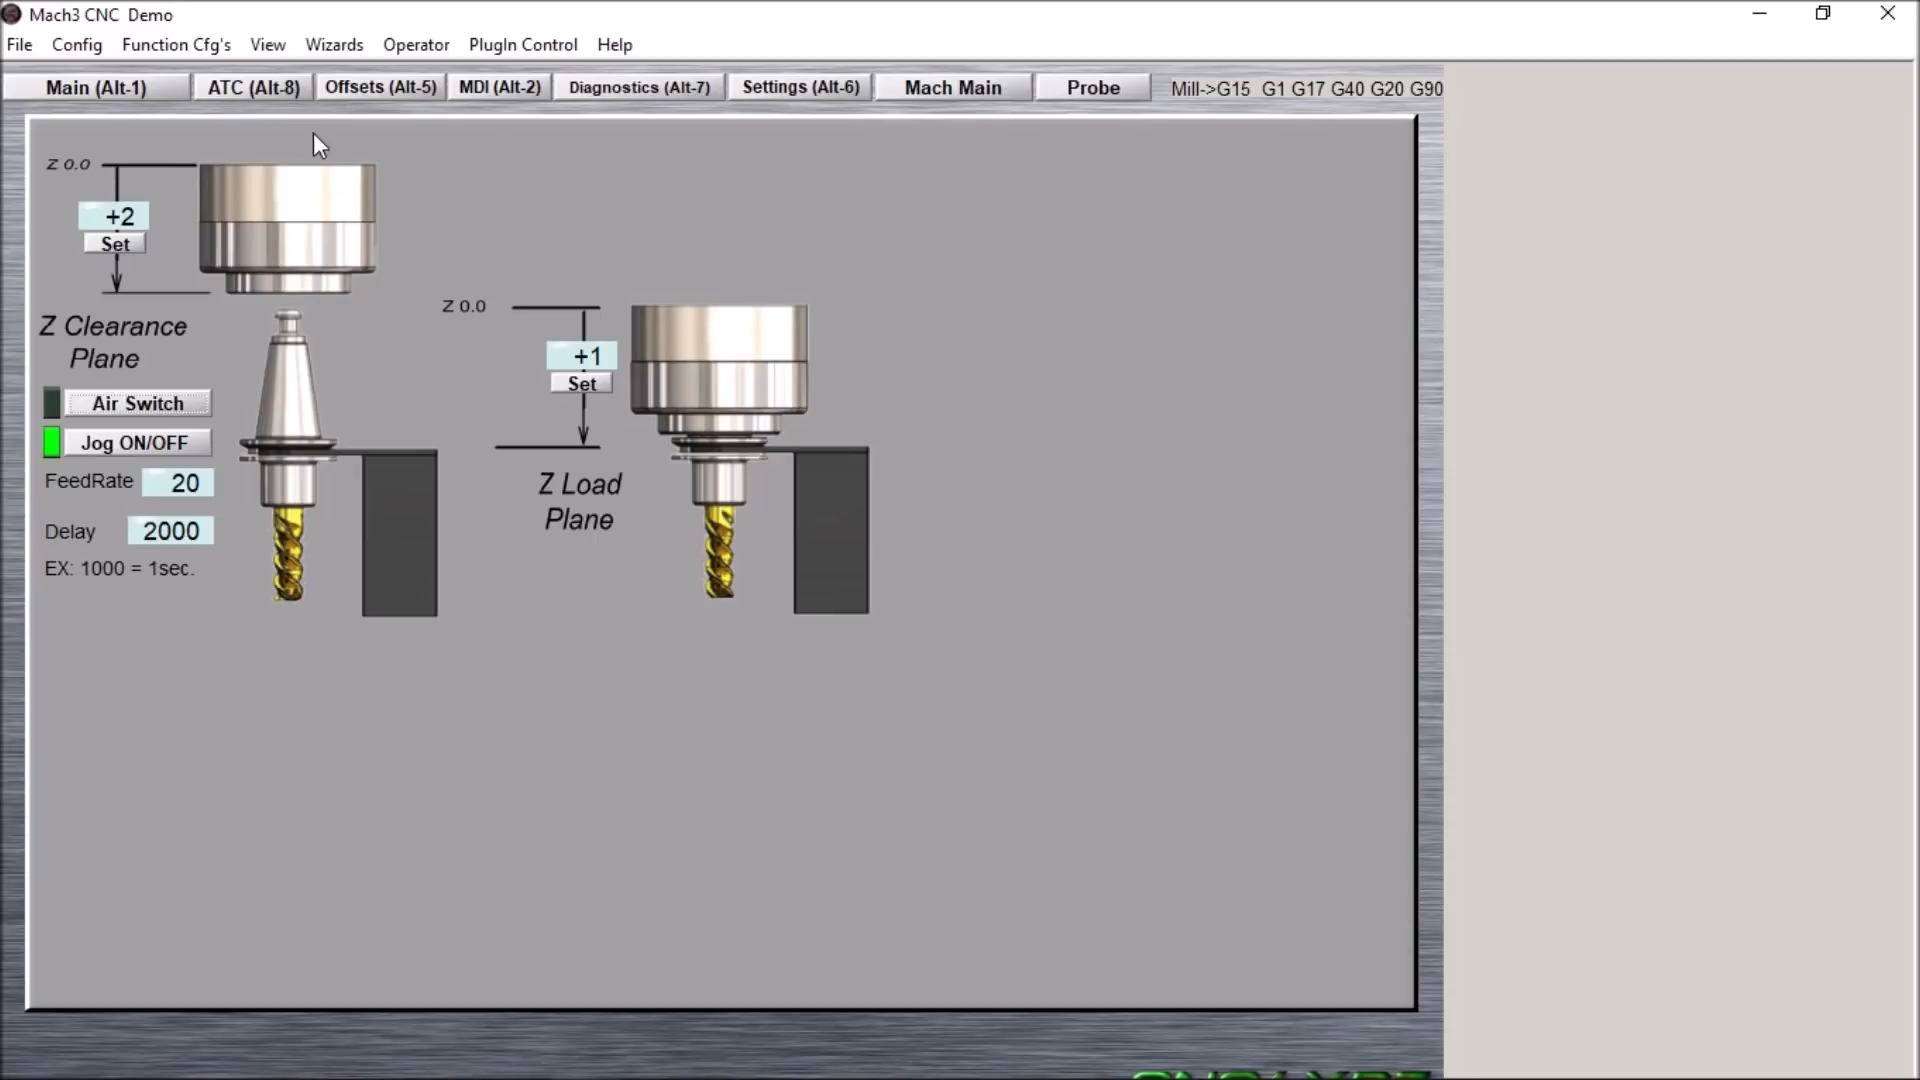 Mach3 CNC Demo
File Config Function Cfg's View Wizards Operator PlugIn Control Help
Main (Alt-1) ATC (Alt-8) Offsets (Alt-5) MDI (Alt-2) Diagnostics (Alt-7) Settings (Alt-6) Mach Main Probe Mill->G15 G1 G17 G40 G20 G90
Z 0.0
+2
Set
Z Clearance
Plane
Air Switch
Jog ON/OFF
FeedRate 20
Delay 2000
EX: 1000 = 1sec.
Z 0.0
+1
Set
Z Load
Plane